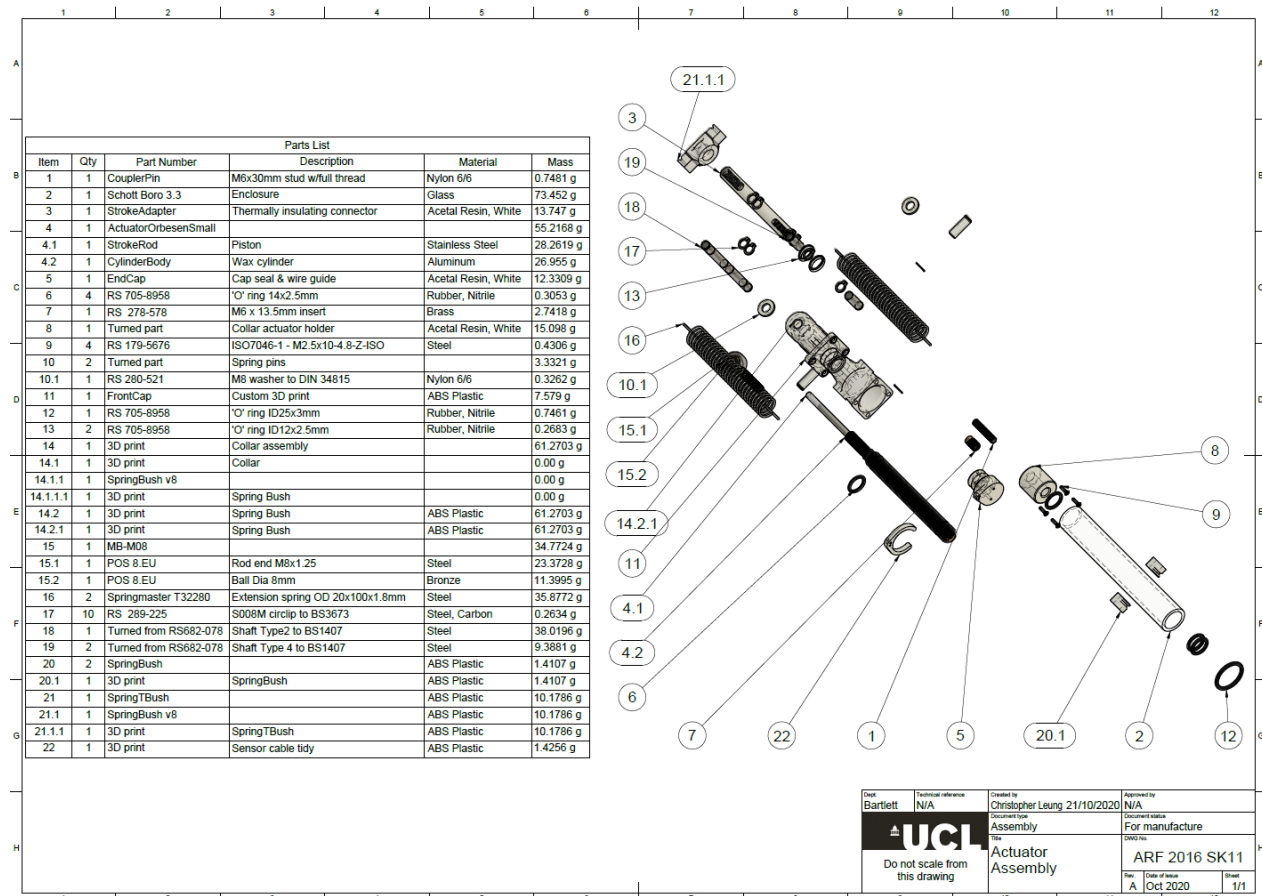 1 2 3 4 5 6 7 8 9 10 11 12
A A
B B
C C
D D
E E
F F
G G
H H
Parts List
Item Qty Part Number Description Material Mass
1 1 CouplerPin M6x30mm stud w/full thread Nylon 6/6 0.7481 g
2 1 Schott Boro 3.3 Enclosure Glass 73.452 g
3 1 StrokeAdapter Thermally insulating connector Acetal Resin, White 13.747 g
4 1 ActuatorOrbesenSmall 55.2168 g
4.1 1 StrokeRod Piston Stainless Steel 28.2619 g
4.2 1 CylinderBody Wax cylinder Aluminum 26.955 g
5 1 EndCap Cap seal & wire guide Acetal Resin, White 12.3309 g
6 4 RS 705-8958 'O' ring 14x2.5mm Rubber, Nitrile 0.3053 g
7 1 RS 278-578 M6 x 13.5mm insert Brass 2.7418 g
8 1 Turned part Collar actuator holder Acetal Resin, White 15.098 g
9 4 RS 179-5676 ISO7046-1 - M2.5x10-4.8-Z-ISO Steel 0.4306 g
10 2 Turned part Spring pins 3.3321 g
10.1 1 RS 280-521 M8 washer to DIN 34815 Nylon 6/6 0.3262 g
11 1 FrontCap Custom 3D print ABS Plastic 7.579 g
12 1 RS 705-8958 'O' ring ID25x3mm Rubber, Nitrile 0.7461 g
13 2 RS 705-8958 'O' ring ID12x2.5mm Rubber, Nitrile 0.2683 g
14 1 3D print Collar assembly 61.2703 g
14.1 1 3D print Collar 0.00 g
14.1.1 1 SpringBush v8 0.00 g
14.1.1.1 1 3D print Spring Bush 0.00 g
14.2 1 3D print Spring Bush ABS Plastic 61.2703 g
14.2.1 1 3D print Spring Bush ABS Plastic 61.2703 g
15 1 MB-M08 34.7724 g
15.1 1 POS 8.EU Rod end M8x1.25 Steel 23.3728 g
15.2 1 POS 8.EU Ball Dia 8mm Bronze 11.3995 g
16 2 Springmaster T32280 Extension spring OD 20x100x1.8mm Steel 35.8772 g
17 10 RS 289-225 S008M circlip to BS3673 Steel, Carbon 0.2634 g
18 1 Turned from RS682-078 Shaft Type2 to BS1407 Steel 38.0196 g
19 2 Turned from RS682-078 Shaft Type 4 to BS1407 Steel 9.3881 g
20 2 SpringBush ABS Plastic 1.4107 g
20.1 1 3D print SpringBush ABS Plastic 1.4107 g
21 1 SpringTBush ABS Plastic 10.1786 g
21.1 1 SpringBush v8 ABS Plastic 10.1786 g
21.1.1 1 3D print SpringTBush ABS Plastic 10.1786 g
22 1 3D print Sensor cable tidy ABS Plastic 1.4256 g
21.1.1
3
19
18
17
13
16
10.1
15.1
15.2
14.2.1
11
4.1
4.2
6
7
22
1
5
20.1
2
12
8
9
Dept. Technical reference Created by Approved by
Bartlett N/A Christopher Leung 21/10/2020 N/A
Document type Document status
Assembly For manufacture
UCL
Title DWG No.
Actuator
Assembly
ARF 2016 SK11
Do not scale from
this drawing
Rev. Date of issue Sheet
A Oct 2020 1/1